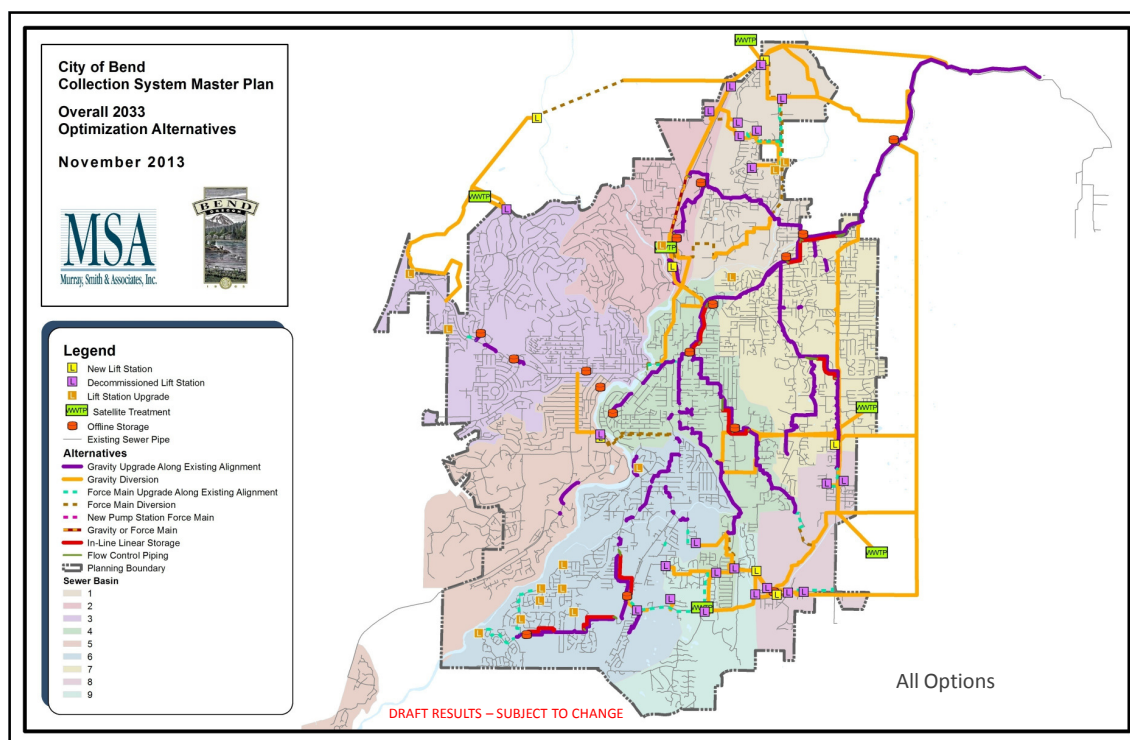 City of Bend
Collection System Master Plan
Overall 2033
Optimization Alternatives
November 2013
MSA
Murray, Smith & Associates, Inc.
BEND
OREGON
Legend
L New Lift Station
L Decommissioned Lift Station
L Lift Station Upgrade
WWTP Satellite Treatment
Offline Storage
Existing Sewer Pipe
Alternatives
Gravity Upgrade Along Existing Alignment
Gravity Diversion
Force Main Upgrade Along Existing Alignment
Force Main Diversion
New Pump Station Force Main
Gravity or Force Main
In-Line Linear Storage
Flow Control Piping
Planning Boundary
Sewer Basin
1
2
3
4
5
6
7
8
9
All Options
DRAFT RESULTS – SUBJECT TO CHANGE